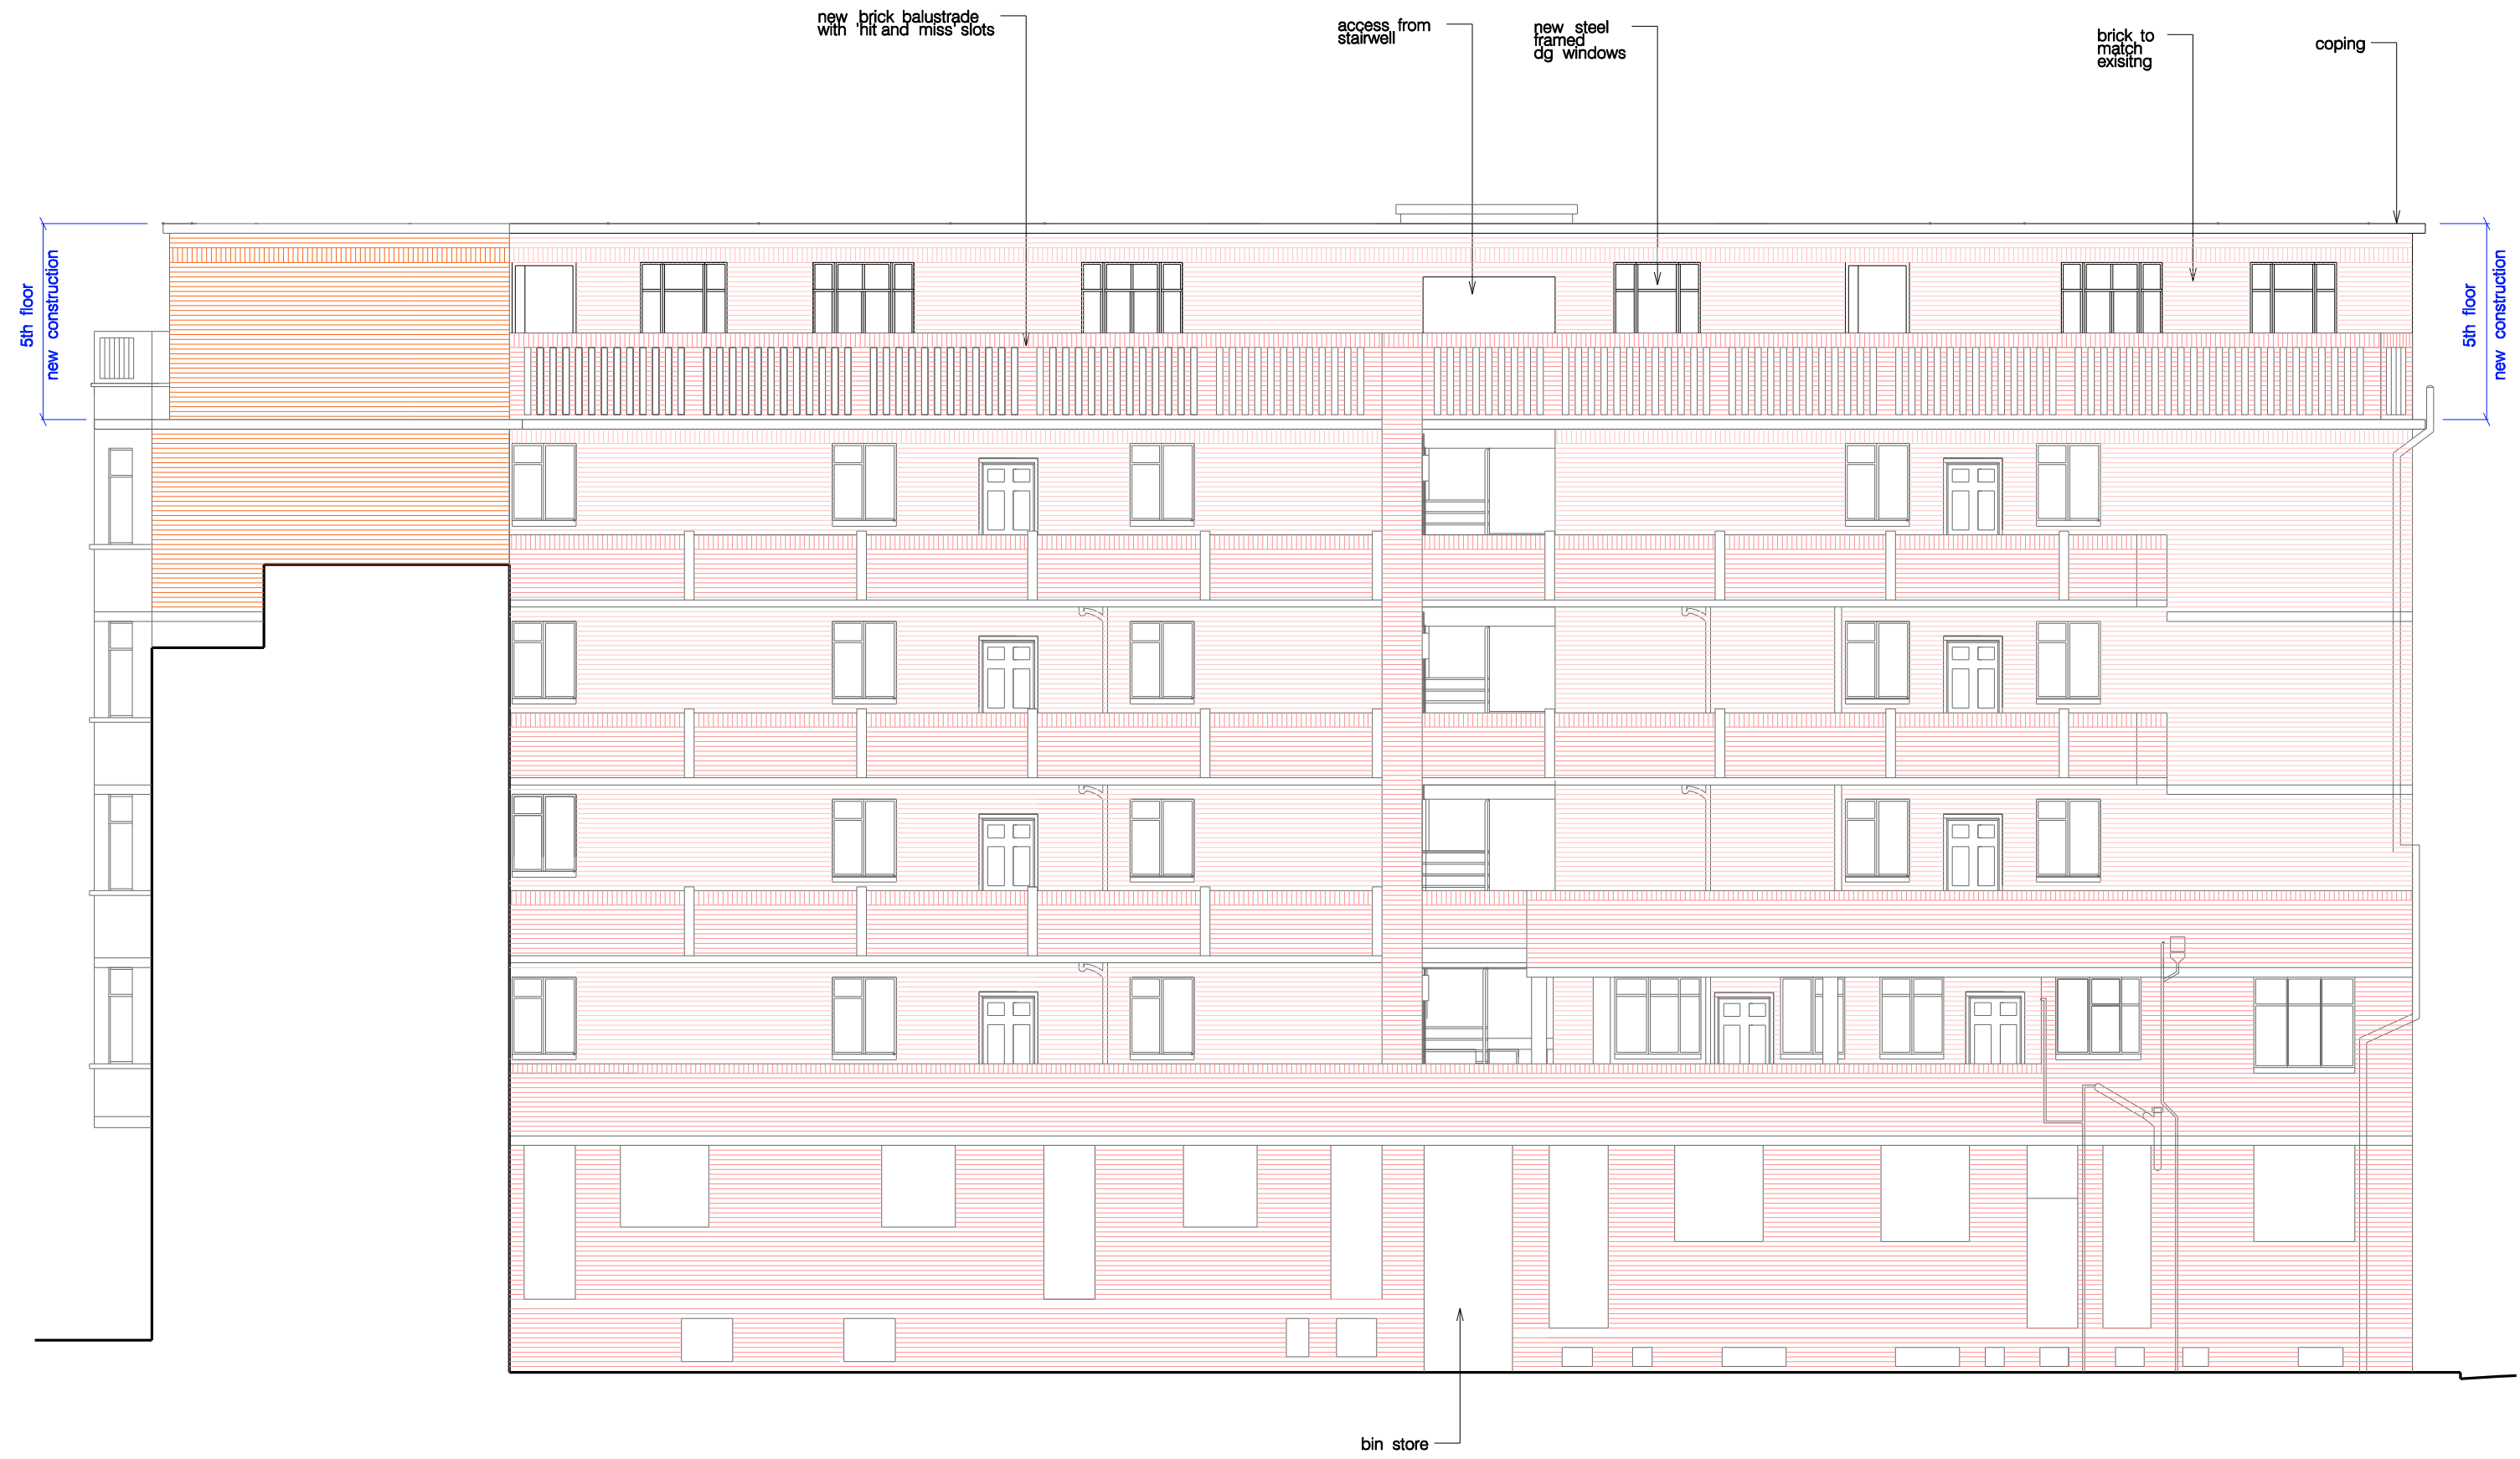 new brick balustrade
with 'hit and miss' slots
access from
stairwell
new steel
framed
dg windows
brick to
match
exisitng
coping
5th floor
new construction
5th floor
new construction
bin store